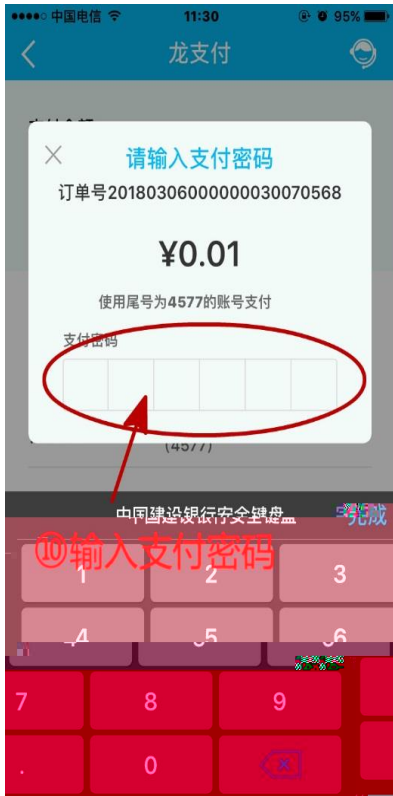 中国电信 11:30 95%
龙支付
请输入支付密码
订单号20180306000000030070568
¥0.01
使用尾号为4577的账号支付
支付密码
(4577)
中国建设银行安全键盘 完成
⑩输入支付密码
1 2 3
4 5 6
7 8 9
. 0